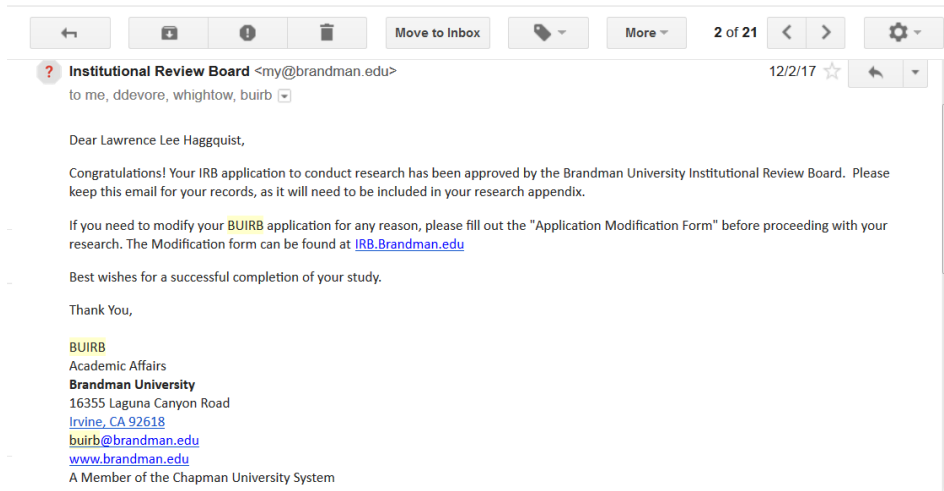 Move to Inbox More 2 of 21
Institutional Review Board <my@brandman.edu> 12/2/17
to me, ddevore, whightow, buirb
Dear Lawrence Lee Haggquist,
Congratulations! Your IRB application to conduct research has been approved by the Brandman University Institutional Review Board. Please
keep this email for your records, as it will need to be included in your research appendix.
If you need to modify your BUIRB application for any reason, please fill out the "Application Modification Form" before proceeding with your
research. The Modification form can be found at IRB.Brandman.edu
Best wishes for a successful completion of your study.
Thank You,
BUIRB
Academic Affairs
Brandman University
16355 Laguna Canyon Road
Irvine, CA 92618
buirb@brandman.edu
www.brandman.edu
A Member of the Chapman University System